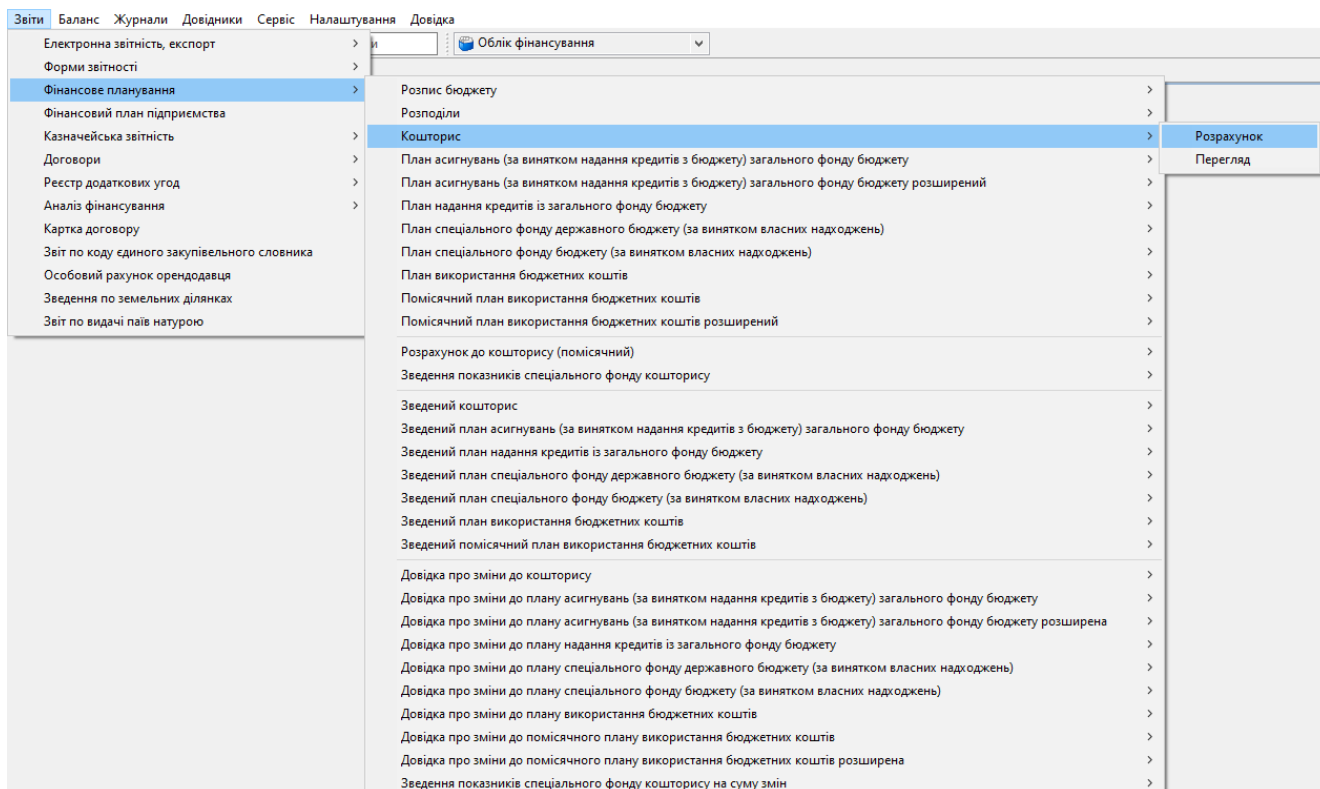 Звіти Баланс Журнали Довідники Сервіс Налаштування Довідка
и Облік фінансування
Електронна звітність, експорт
Форми звітності
Фінансове планування
Фінансовий план підприємства
Казначейська звітність
Договори
Реєстр додаткових угод
Аналіз фінансування
Картка договору
Звіт по коду єдиного закупівельного словника
Особовий рахунок орендодавця
Зведення по земельних ділянках
Звіт по видачі паїв натурою
Розпис бюджету
Розподіли
Кошторис
План асигнувань (за винятком надання кредитів з бюджету) загального фонду бюджету
План асигнувань (за винятком надання кредитів з бюджету) загального фонду бюджету розширений
План надання кредитів із загального фонду бюджету
План спеціального фонду державного бюджету (за винятком власних надходжень)
План спеціального фонду бюджету (за винятком власних надходжень)
План використання бюджетних коштів
Помісячний план використання бюджетних коштів
Помісячний план використання бюджетних коштів розширений
Розрахунок до кошторису (помісячний)
Зведення показників спеціального фонду кошторису
Зведений кошторис
Зведений план асигнувань (за винятком надання кредитів з бюджету) загального фонду бюджету
Зведений план надання кредитів із загального фонду бюджету
Зведений план спеціального фонду державного бюджету (за винятком власних надходжень)
Зведений план спеціального фонду бюджету (за винятком власних надходжень)
Зведений план використання бюджетних коштів
Зведений помісячний план використання бюджетних коштів
Довідка про зміни до кошторису
Довідка про зміни до плану асигнувань (за винятком надання кредитів з бюджету) загального фонду бюджету
Довідка про зміни до плану асигнувань (за винятком надання кредитів з бюджету) загального фонду бюджету розширена
Довідка про зміни до плану надання кредитів із загального фонду бюджету
Довідка про зміни до плану спеціального фонду державного бюджету (за винятком власних надходжень)
Довідка про зміни до плану спеціального фонду бюджету (за винятком власних надходжень)
Довідка про зміни до плану використання бюджетних коштів
Довідка про зміни до помісячного плану використання бюджетних коштів
Довідка про зміни до помісячного плану використання бюджетних коштів розширена
Зведення показників спеціального фонду кошторису на суму змін
Розрахунок
Перегляд